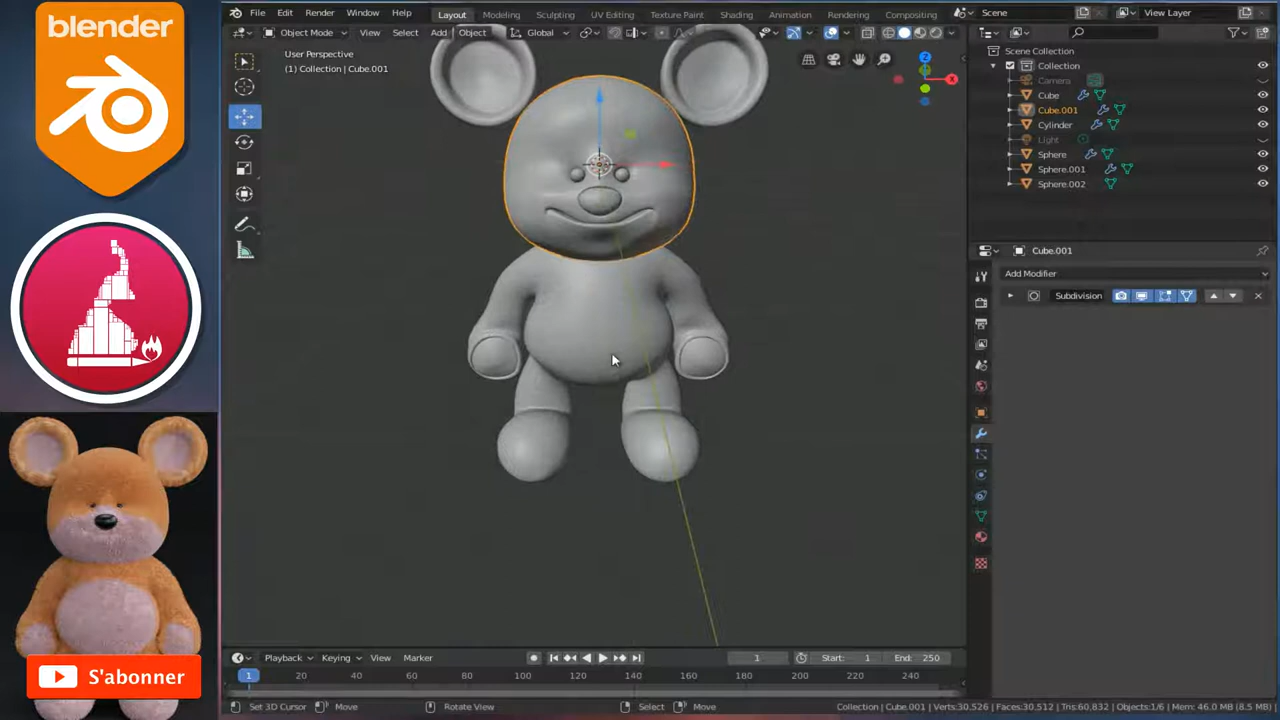 blender
File Edit Render Window Help
Layout Modeling Sculpting UV Editing Texture Paint Shading Animation Rendering Compositing
Scene
View Layer
Object Mode View Select Add Object Global
User Perspective
(1) Collection | Cube.001
Scene Collection
Collection
Camera
Cube
Cube.001
Cylinder
Light
Sphere
Sphere.001
Sphere.002
Cube.001
Add Modifier
Subdivision
Playback Keying View Marker
1
Start: 1
End: 250
1 20 40 60 80 100 120 140 160 180 200 220 240
Set 3D Cursor Move Rotate View Select Move
Collection | Cube.001 | Verts:30,526 | Faces:30,512 | Tris:60,832 | Objects:1/6 | Mem: 46.0 MB (8.5 MB)
S'abonner